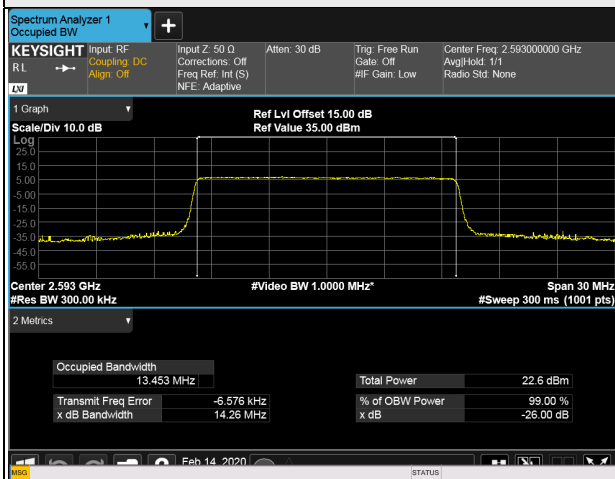 Spectrum Analyzer 1
Occupied BW
KEYSIGHT
RL
LXI
Input: RF
Coupling: DC
Align: Off
Input Z: 50 Ω
Corrections: Off
Freq Ref: Int (S)
NFE: Adaptive
Atten: 30 dB
Trig: Free Run
Gate: Off
#IF Gain: Low
Center Freq: 2.593000000 GHz
Avg|Hold: 1/1
Radio Std: None
1 Graph
Scale/Div 10.0 dB
Ref Lvl Offset 15.00 dB
Ref Value 35.00 dBm
Log
25.0
15.0
5.00
-5.00
-15.0
-25.0
-35.0
-45.0
-55.0
Center 2.593 GHz
#Video BW 1.0000 MHz*
Span 30 MHz
#Res BW 300.00 kHz
#Sweep 300 ms (1001 pts)
2 Metrics
Occupied Bandwidth
13.453 MHz
Total Power 22.6 dBm
Transmit Freq Error -6.576 kHz
% of OBW Power 99.00 %
x dB Bandwidth 14.26 MHz
x dB -26.00 dB
Feb 14, 2020
MSG
STATUS